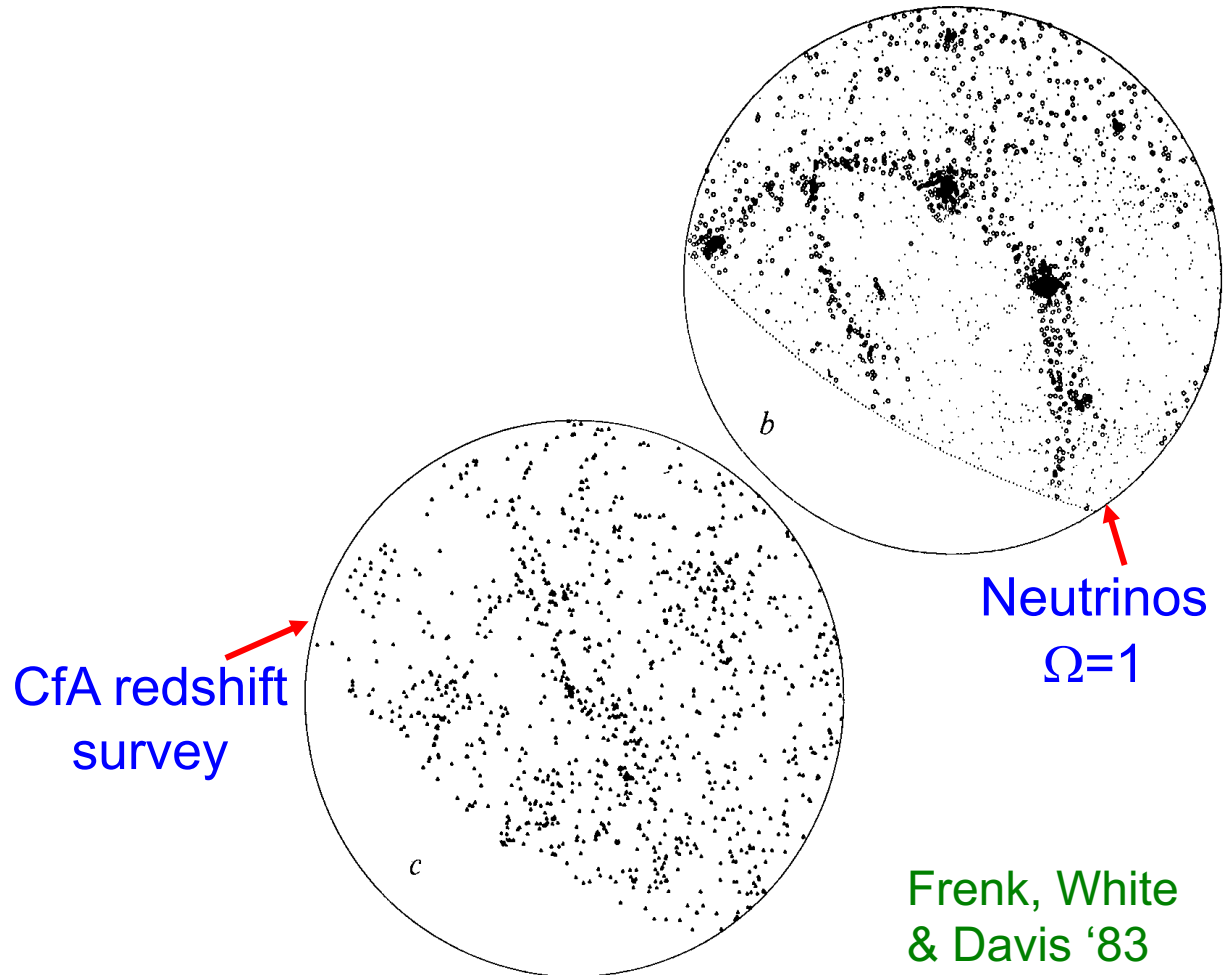 b
Neutrinos
Ω=1
CfA redshift
survey
c
Frenk, White
& Davis ‘83